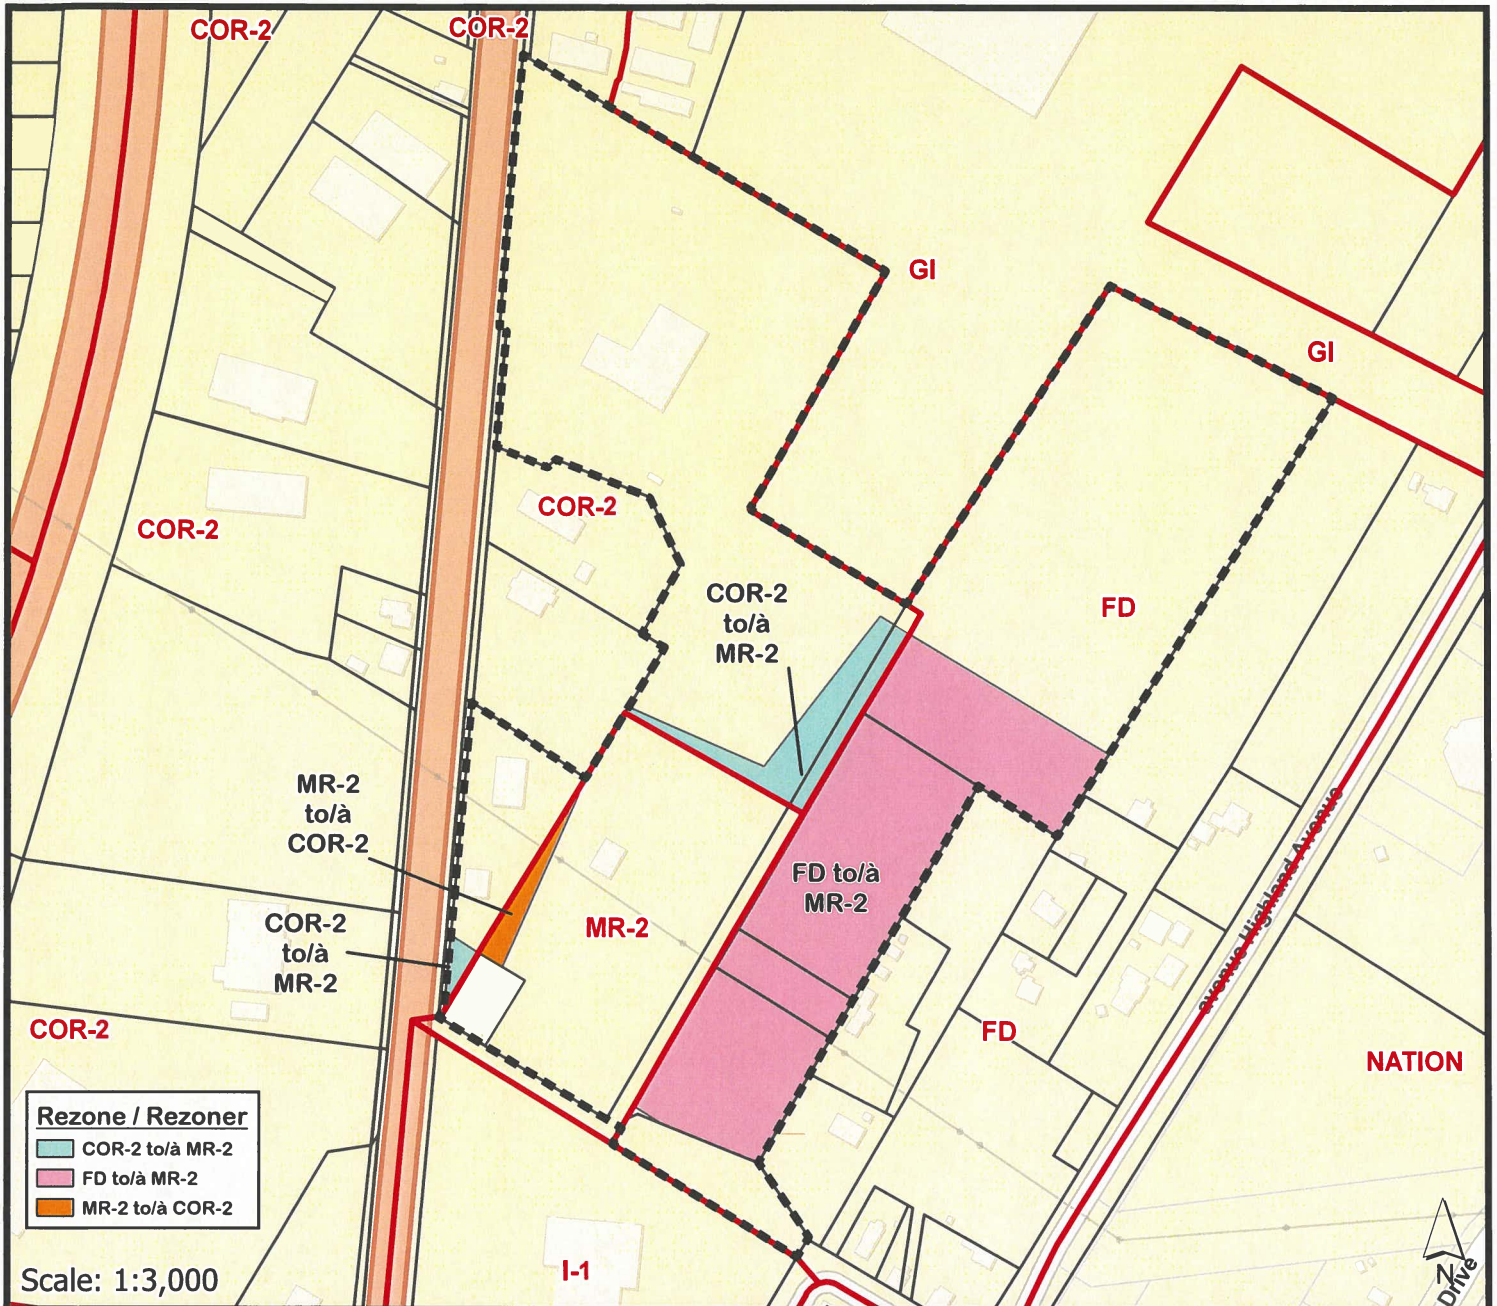 COR-2
COR-2
GI
GI
COR-2
COR-2
COR-2
to/à
MR-2
FD
MR-2
to/à
COR-2
FD to/à
MR-2
COR-2
to/à
MR-2
MR-2
avenue Highland Avenue
COR-2
FD
NATION
Rezone / Rezoner
COR-2 to/à MR-2
FD to/à MR-2
MR-2 to/à COR-2
I-1
Scale: 1:3,000
N
Drive